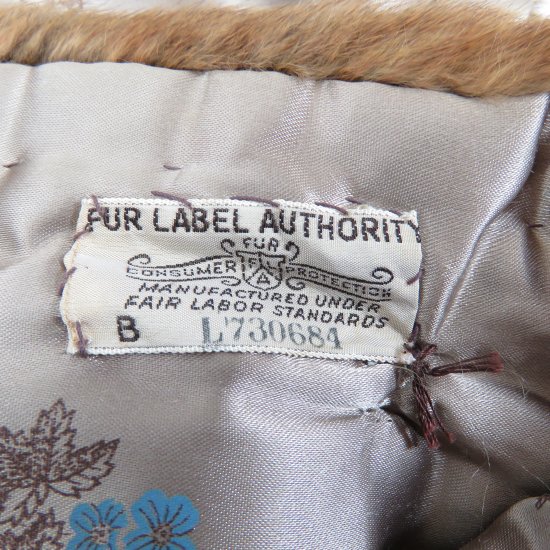 FUR LABEL AUTHORITY
FUR
CONSUMER PROTECTION
MANUFACTURED UNDER
FAIR LABOR STANDARDS
B L730684